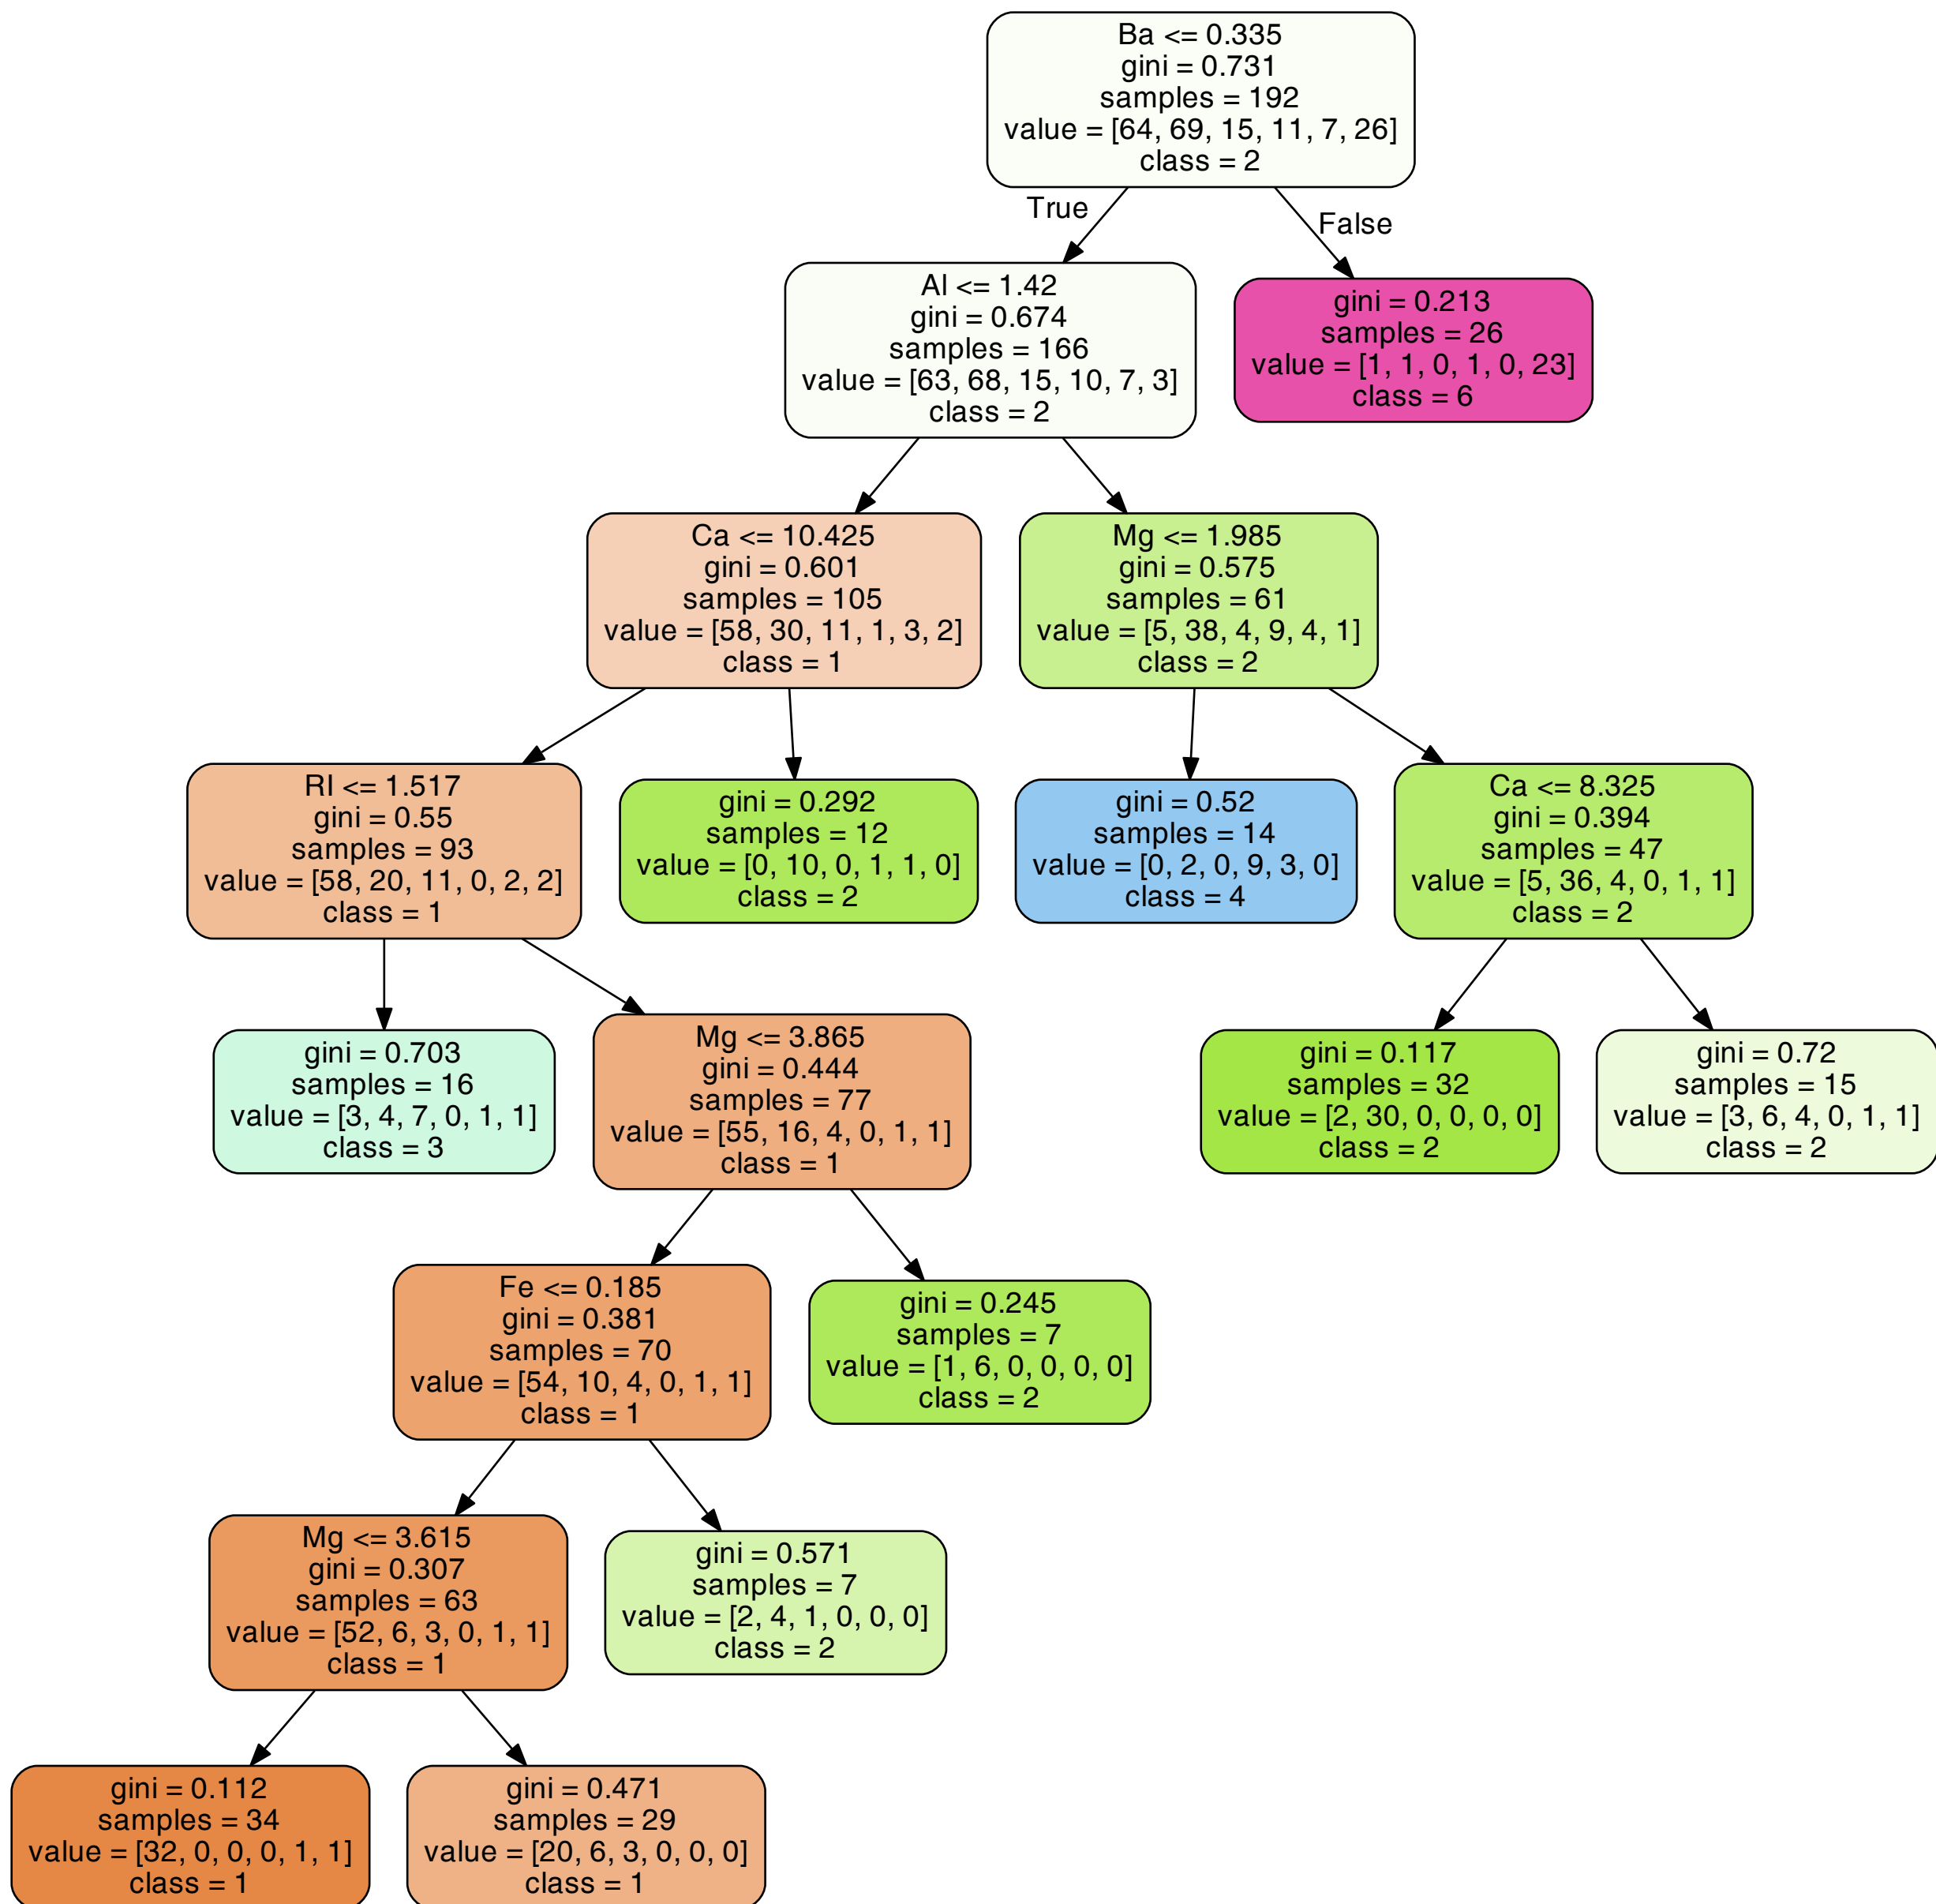 Ba <= 0.335
gini = 0.731
samples = 192
value = [64, 69, 15, 11, 7, 26]
class = 2
True
False
Al <= 1.42
gini = 0.674
samples = 166
value = [63, 68, 15, 10, 7, 3]
class = 2
gini = 0.213
samples = 26
value = [1, 1, 0, 1, 0, 23]
class = 6
Ca <= 10.425
gini = 0.601
samples = 105
value = [58, 30, 11, 1, 3, 2]
class = 1
Mg <= 1.985
gini = 0.575
samples = 61
value = [5, 38, 4, 9, 4, 1]
class = 2
RI <= 1.517
gini = 0.55
samples = 93
value = [58, 20, 11, 0, 2, 2]
class = 1
gini = 0.292
samples = 12
value = [0, 10, 0, 1, 1, 0]
class = 2
gini = 0.52
samples = 14
value = [0, 2, 0, 9, 3, 0]
class = 4
Ca <= 8.325
gini = 0.394
samples = 47
value = [5, 36, 4, 0, 1, 1]
class = 2
gini = 0.703
samples = 16
value = [3, 4, 7, 0, 1, 1]
class = 3
Mg <= 3.865
gini = 0.444
samples = 77
value = [55, 16, 4, 0, 1, 1]
class = 1
gini = 0.117
samples = 32
value = [2, 30, 0, 0, 0, 0]
class = 2
gini = 0.72
samples = 15
value = [3, 6, 4, 0, 1, 1]
class = 2
Fe <= 0.185
gini = 0.381
samples = 70
value = [54, 10, 4, 0, 1, 1]
class = 1
gini = 0.245
samples = 7
value = [1, 6, 0, 0, 0, 0]
class = 2
Mg <= 3.615
gini = 0.307
samples = 63
value = [52, 6, 3, 0, 1, 1]
class = 1
gini = 0.571
samples = 7
value = [2, 4, 1, 0, 0, 0]
class = 2
gini = 0.112
samples = 34
value = [32, 0, 0, 0, 1, 1]
class = 1
gini = 0.471
samples = 29
value = [20, 6, 3, 0, 0, 0]
class = 1